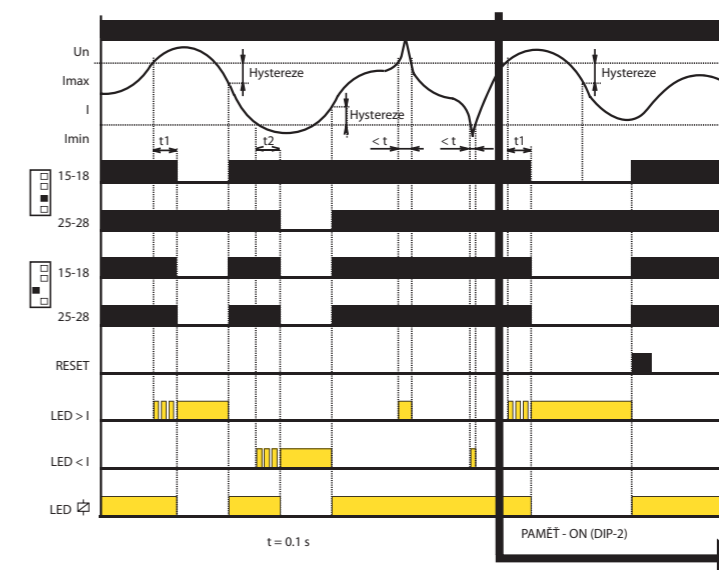 Un
Imax
I
Imin
Hystereze
Hystereze
Hystereze
t1
t2
< t
< t
t1
15-18
25-28
15-18
25-28
RESET
LED > I
LED < I
LED
t = 0.1 s
PAMĚŤ - ON (DIP-2)